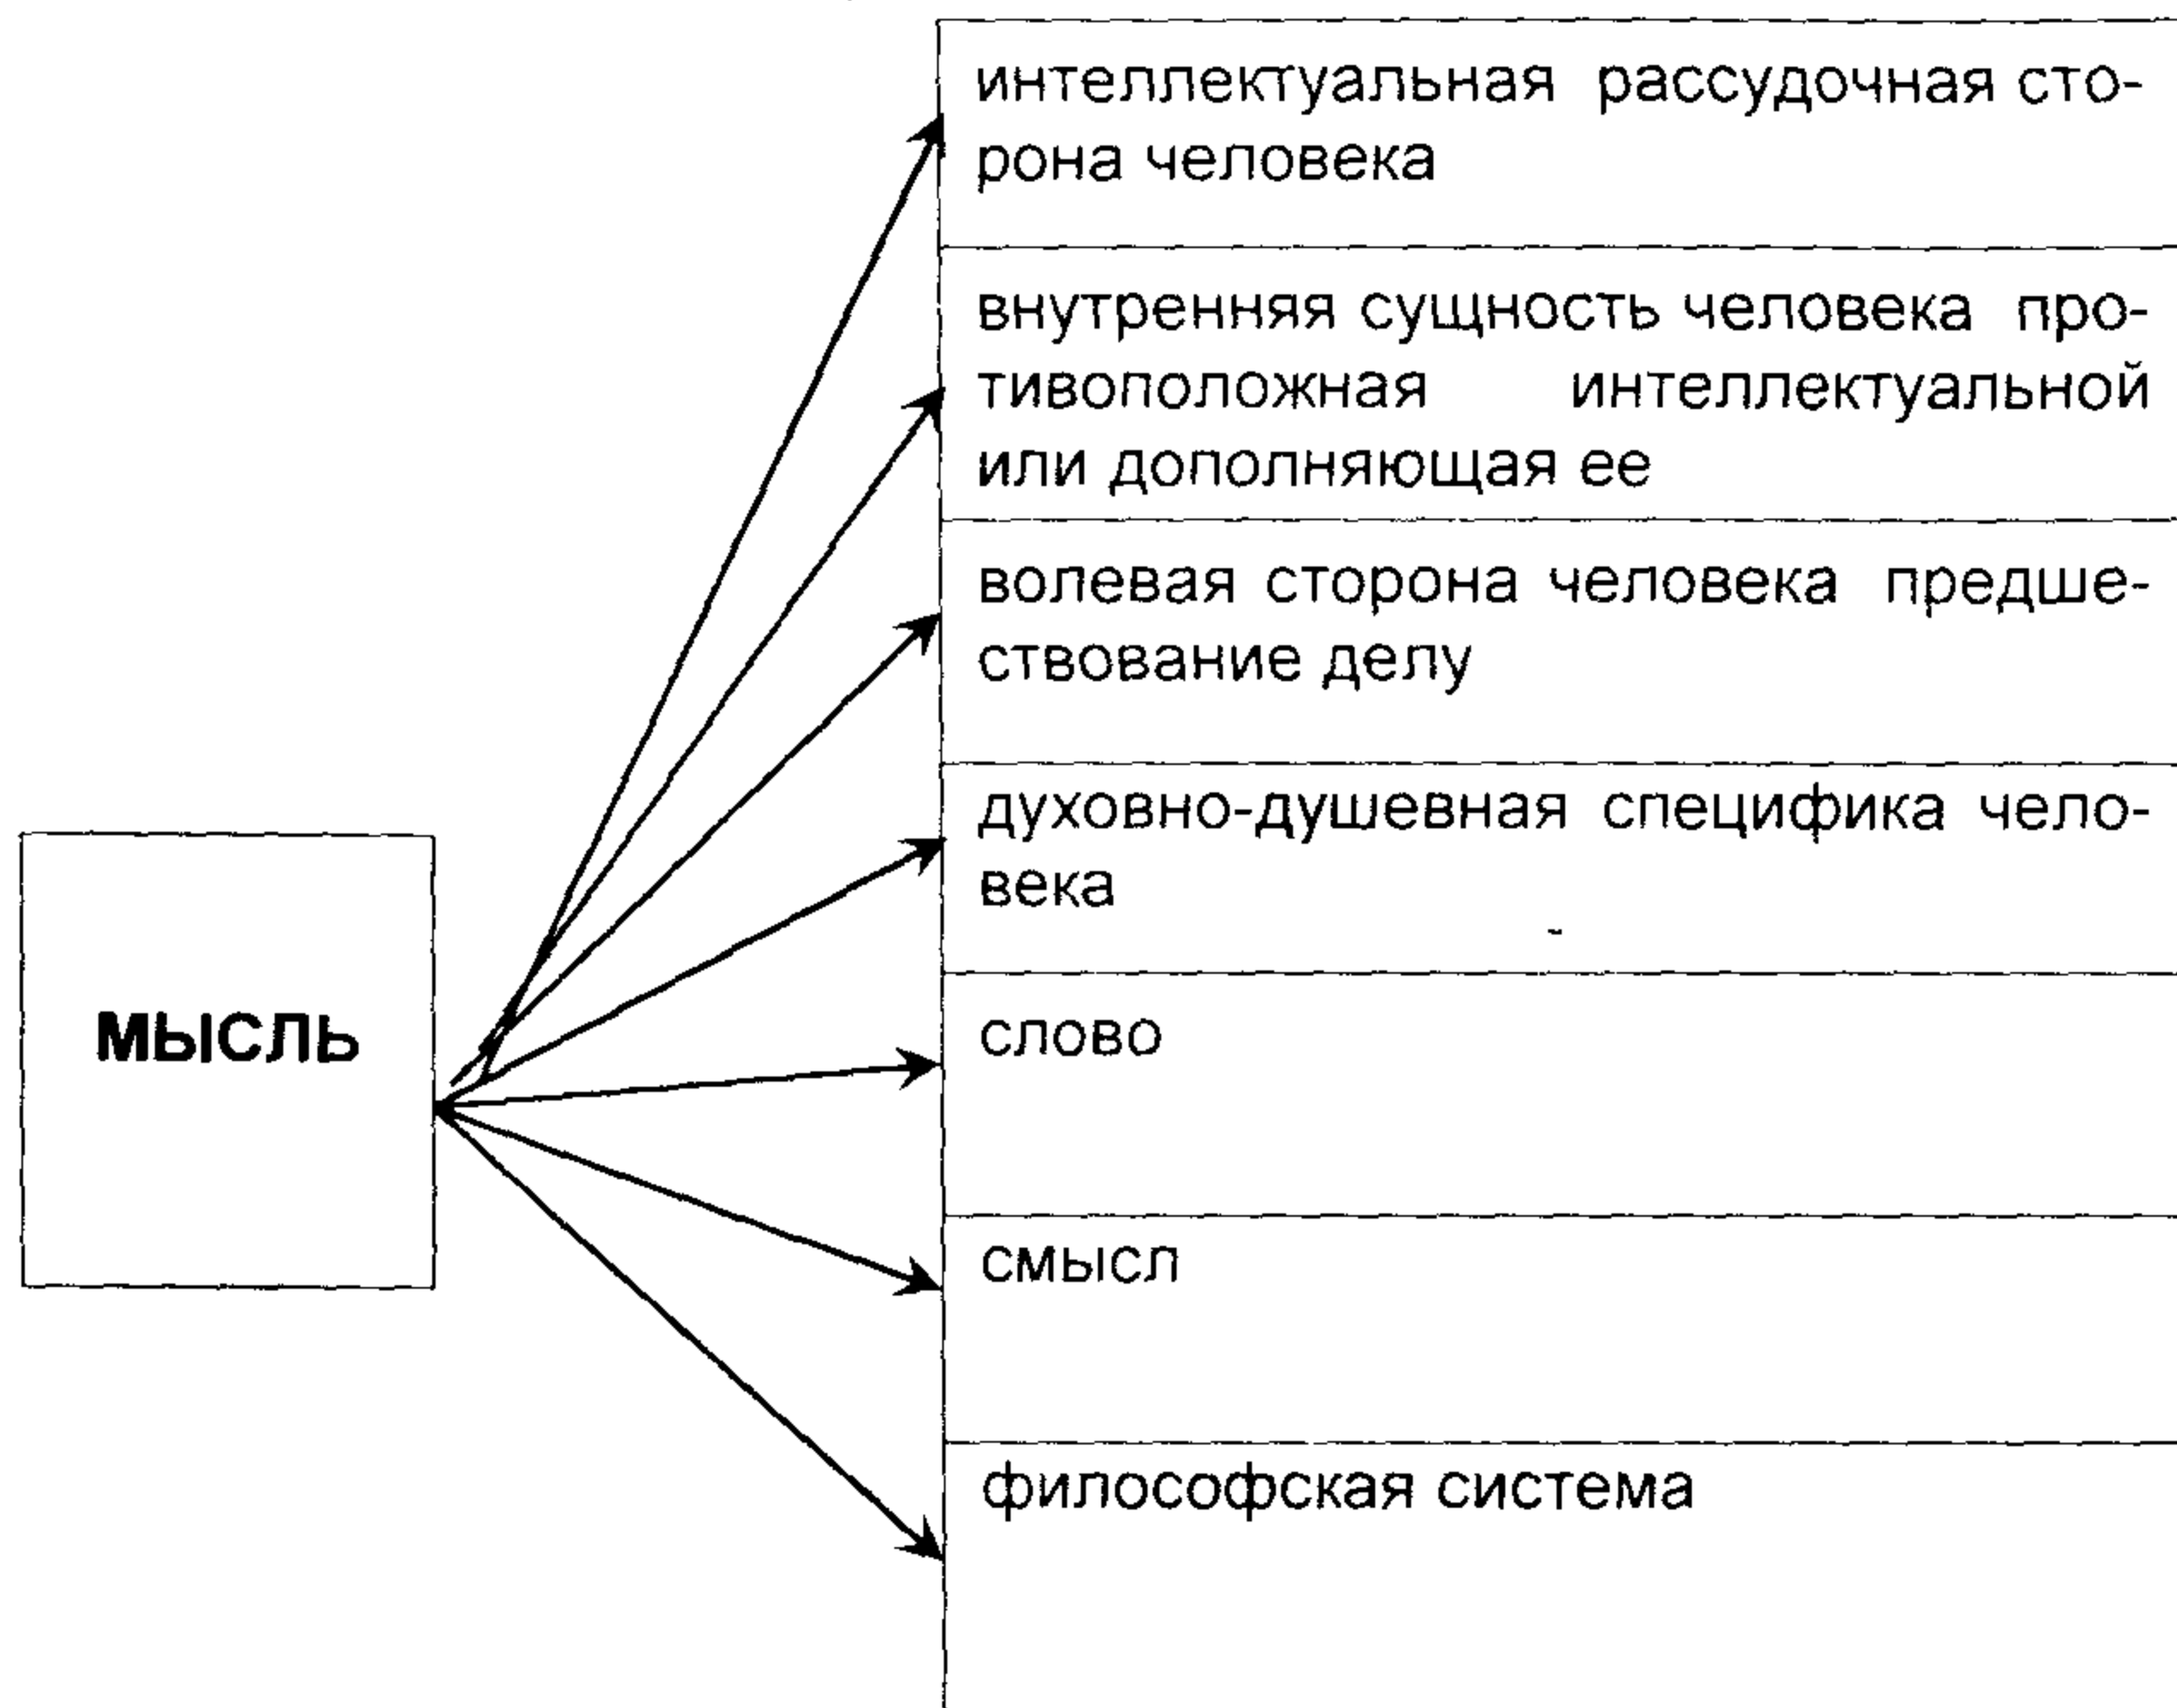 интеллектуальная рассудочная сто-
рона человека
внутренняя сущность человека про-
тивоположная интеллектуальной
или дополняющая ее
волевая сторона человека предше-
ствование делу
духовно-душевная специфика чело-
века
мысль
слово
смысл
философская система